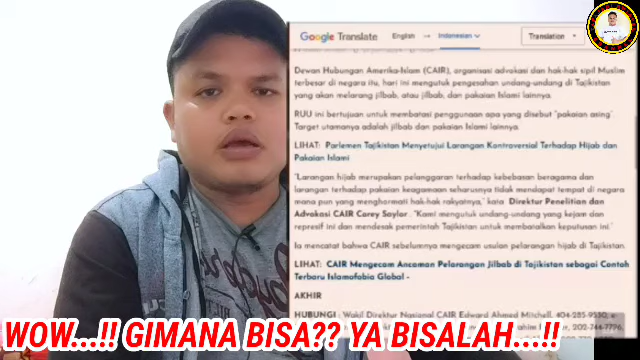 Google Translate English → Indonesian Translation
Dewan Hubungan Amerika-Islam (CAIR), organisasi advokasi dan hak-hak sipil Muslim
terbesar di negara itu, hari ini mengutuk pengesahan undang-undang di Tajikistan
yang akan melarang jilbab, atau jilbab, dan pakaian Islami lainnya.
RUU ini bertujuan untuk membatasi penggunaan apa yang disebut "pakaian asing".
Target utamanya adalah jilbab dan pakaian Islami lainnya.
LIHAT: Parlemen Tajikistan Menyetujui Larangan Kontroversial Terhadap Hijab dan
Pakaian Islami
"Larangan hijab merupakan pelanggaran terhadap kebebasan beragama dan
larangan terhadap pakaian keagamaan seharusnya tidak mendapat tempat di negara
mana pun yang menghormati hak-hak rakyatnya," kata Direktur Penelitian dan
Advokasi CAIR Corey Saylor. "Kami mengutuk undang-undang yang kejam dan
represif ini dan mendesak pemerintah Tajikistan untuk membatalkan keputusan ini."
Ia mencatat bahwa CAIR sebelumnya mengecam usulan pelarangan hijab di Tajikistan.
LIHAT: CAIR Mengecam Ancaman Pelarangan Jilbab di Tajikistan sebagai Contoh
Terbaru Islamofobia Global -
AKHIR
HUBUNGI: Wakil Direktur Nasional CAIR Edward Ahmed Mitchell,
WOW...!! GIMANA BISA?? YA BISALAH...!!